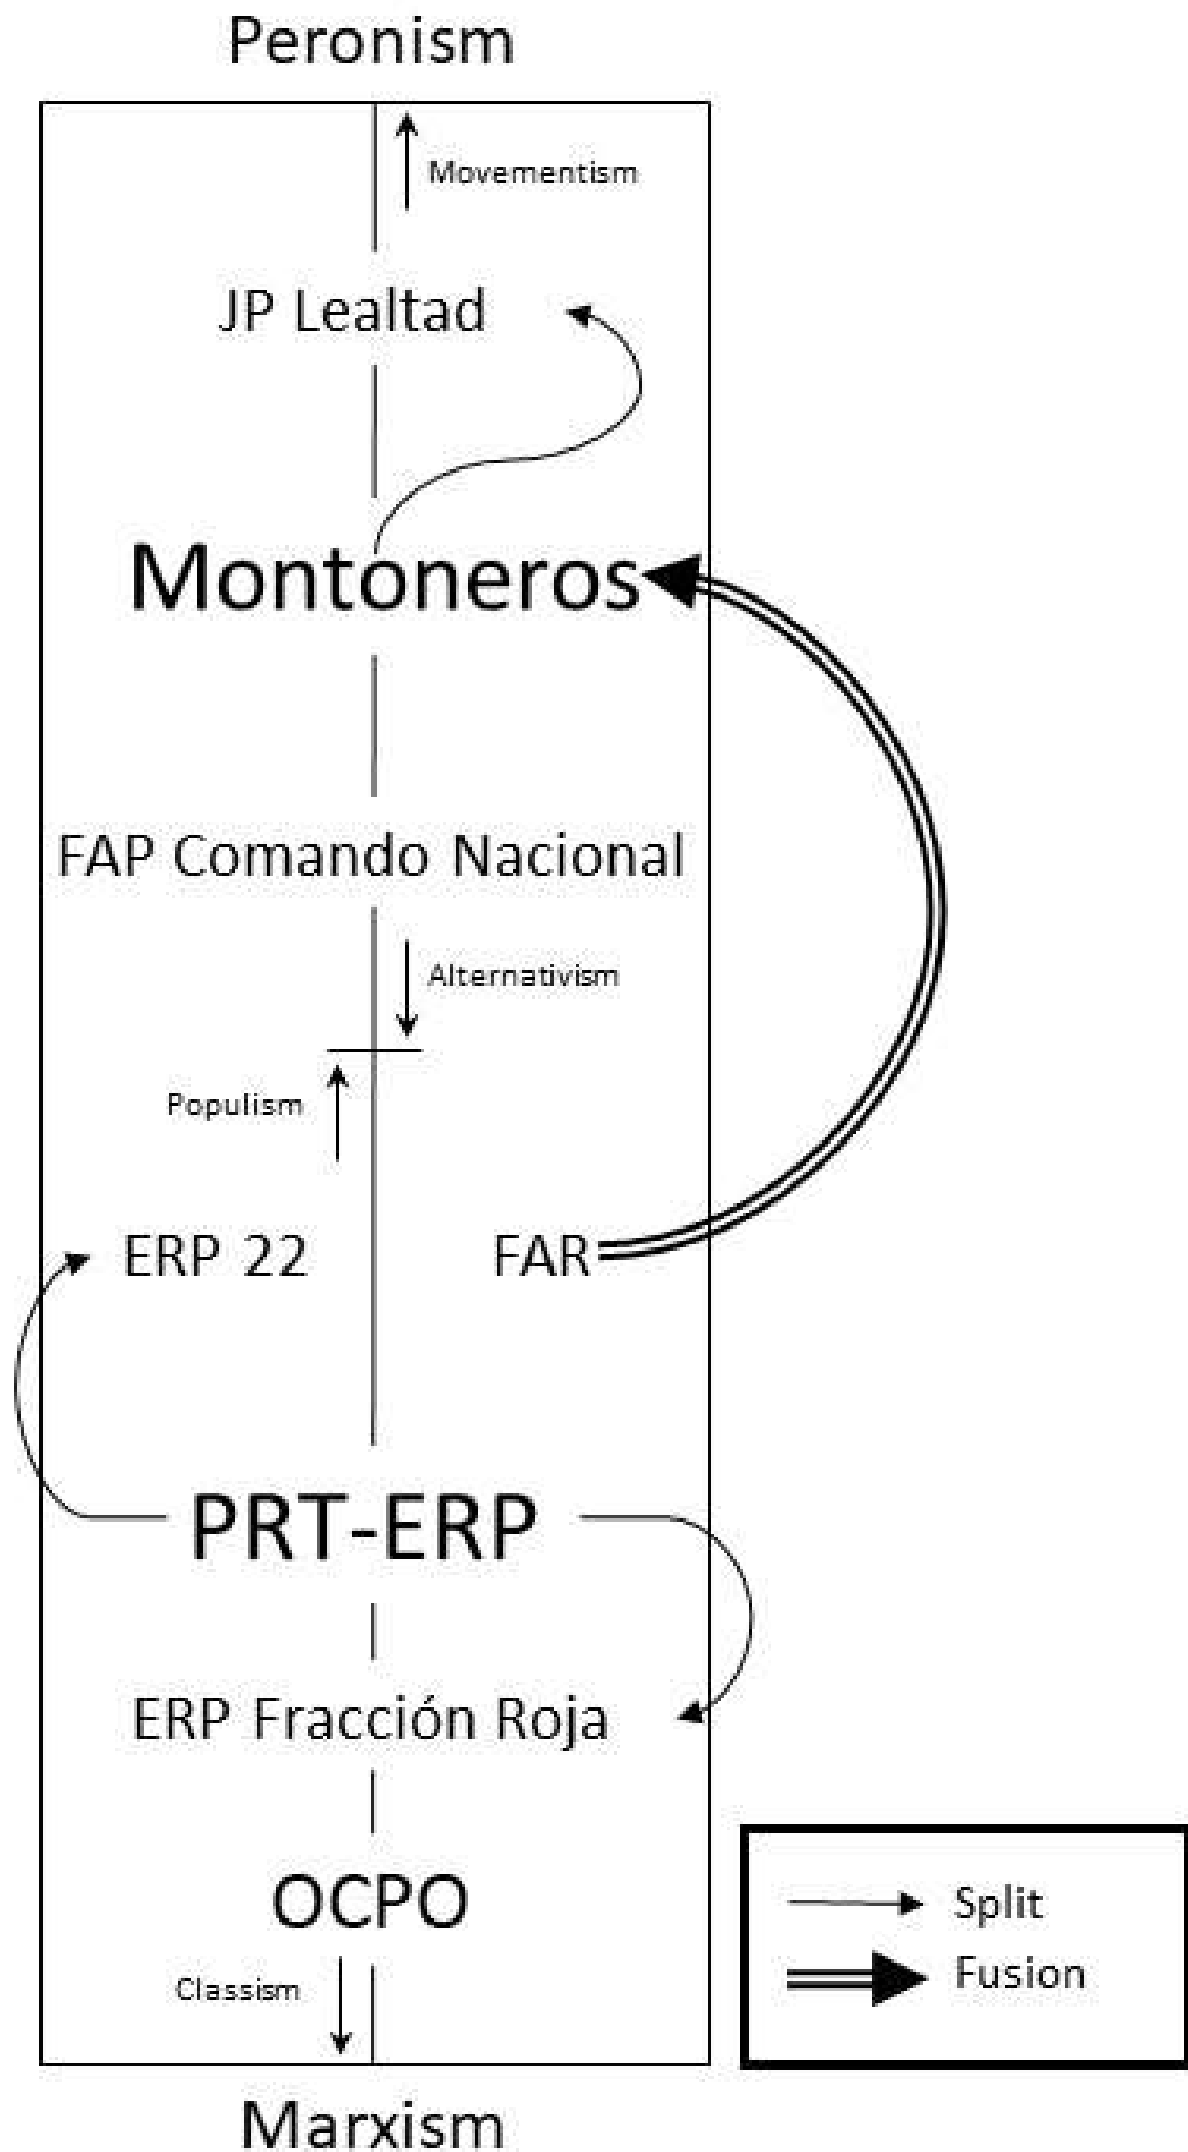 Peronism
Movementism
JP Lealtad
Montoneros
FAP Comando Nacional
Alternativism
Populism
ERP 22
FAR
PRT-ERP
ERP Fracción Roja
OCPO
Classism
Split
Fusion
Marxism